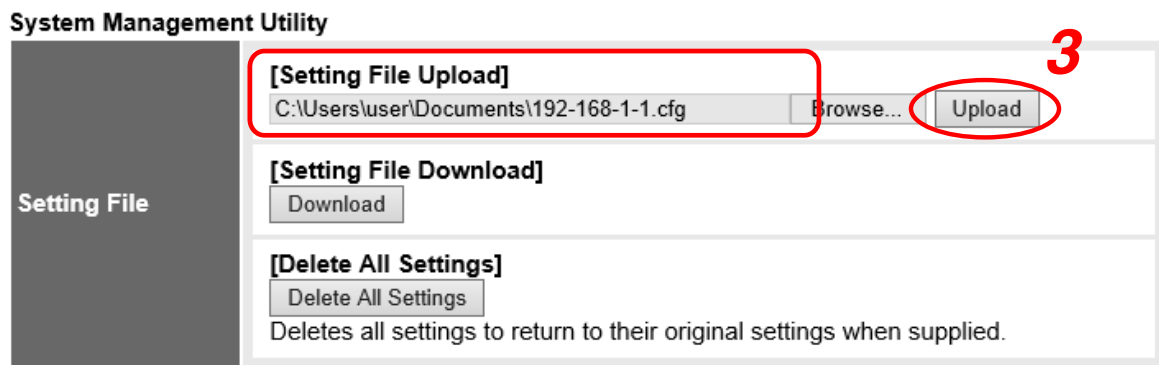 System Management Utility
[Setting File Upload]
3
C:\Users\user\Documents\192-168-1-1.cfg Browse... Upload
Setting File
[Setting File Download]
Download
[Delete All Settings]
Delete All Settings
Deletes all settings to return to their original settings when supplied.